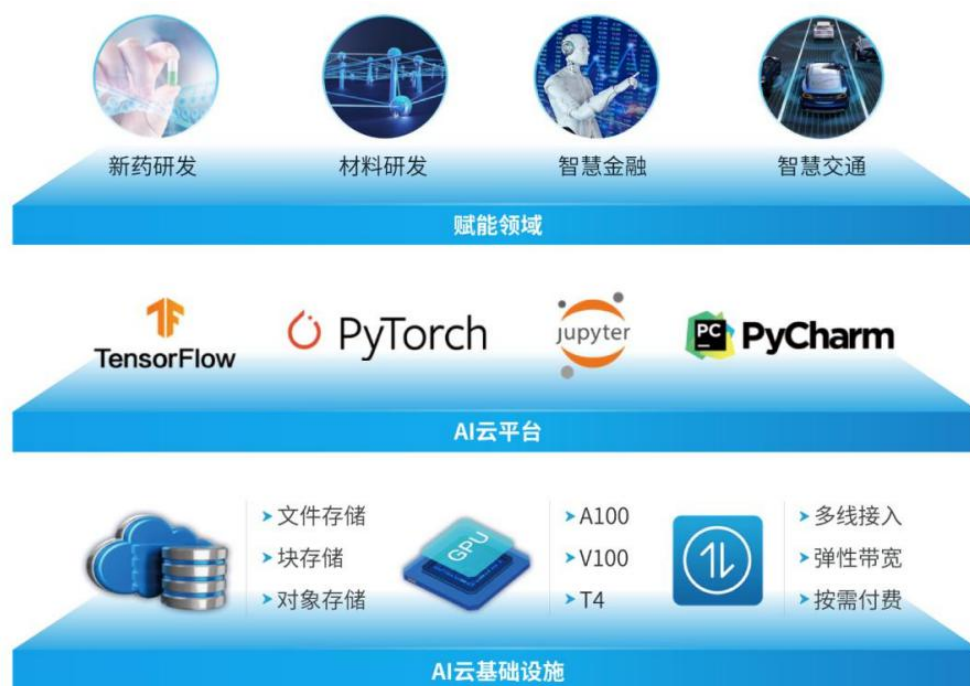 新药研发
材料研发
智慧金融
智慧交通
赋能领域
TensorFlow
PyTorch
jupyter
PC PyCharm
AI云平台
文件存储
块存储
对象存储
GPU
A100
V100
T4
多线接入
弹性带宽
按需付费
AI云基础设施